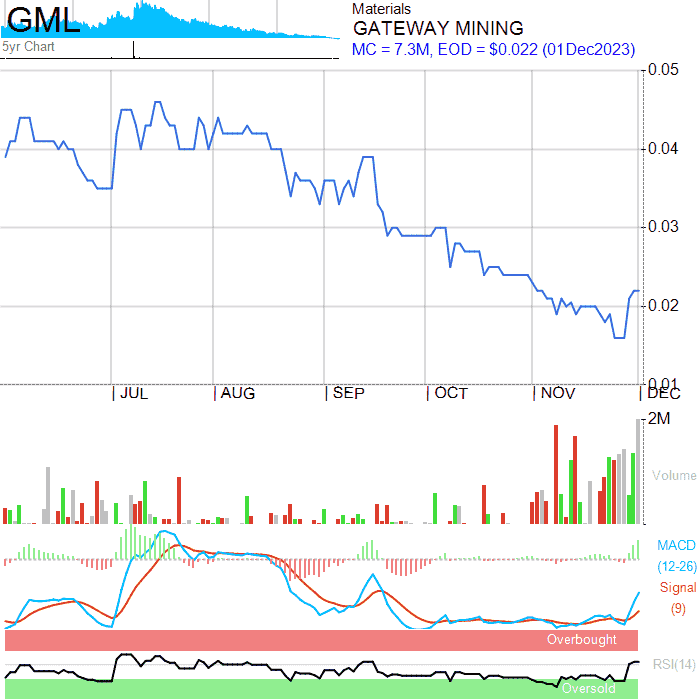 GML
5yr Chart
Materials
GATEWAY MINING
MC = 7.3M, EOD = $0.022 (01Dec2023)
0.05
0.04
0.03
0.02
0.01
JUL
AUG
SEP
OCT
NOV
DEC
2M
Volume
MACD
(12-26)
Signal
(9)
Overbought
RSI(14)
Oversold